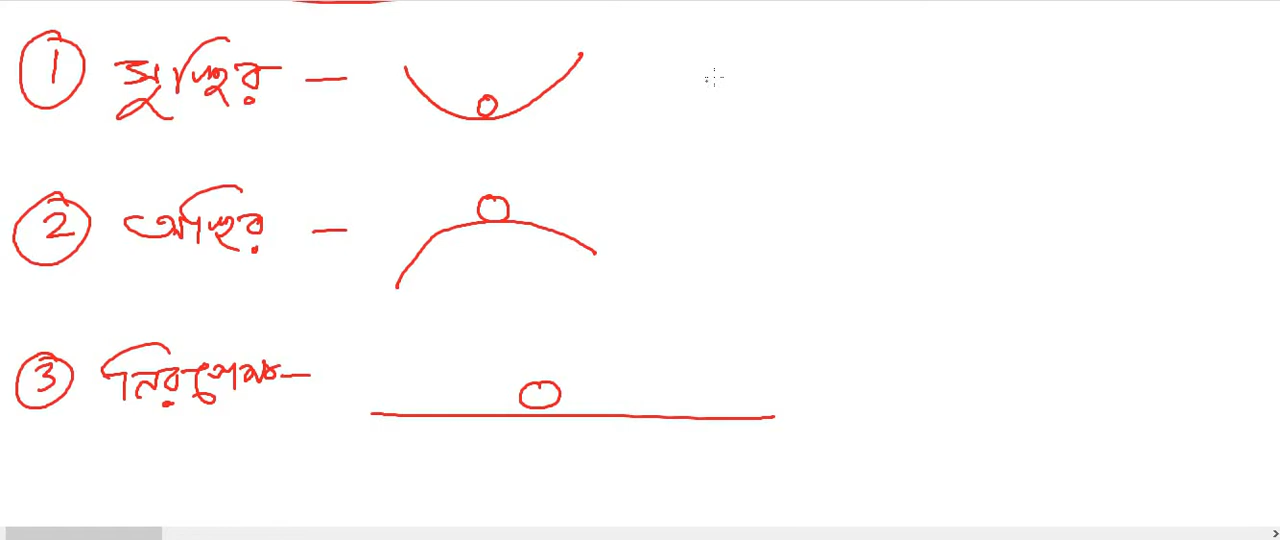 ① সুস্থির —
② অস্থির —
③ নিরপেক্ষ —